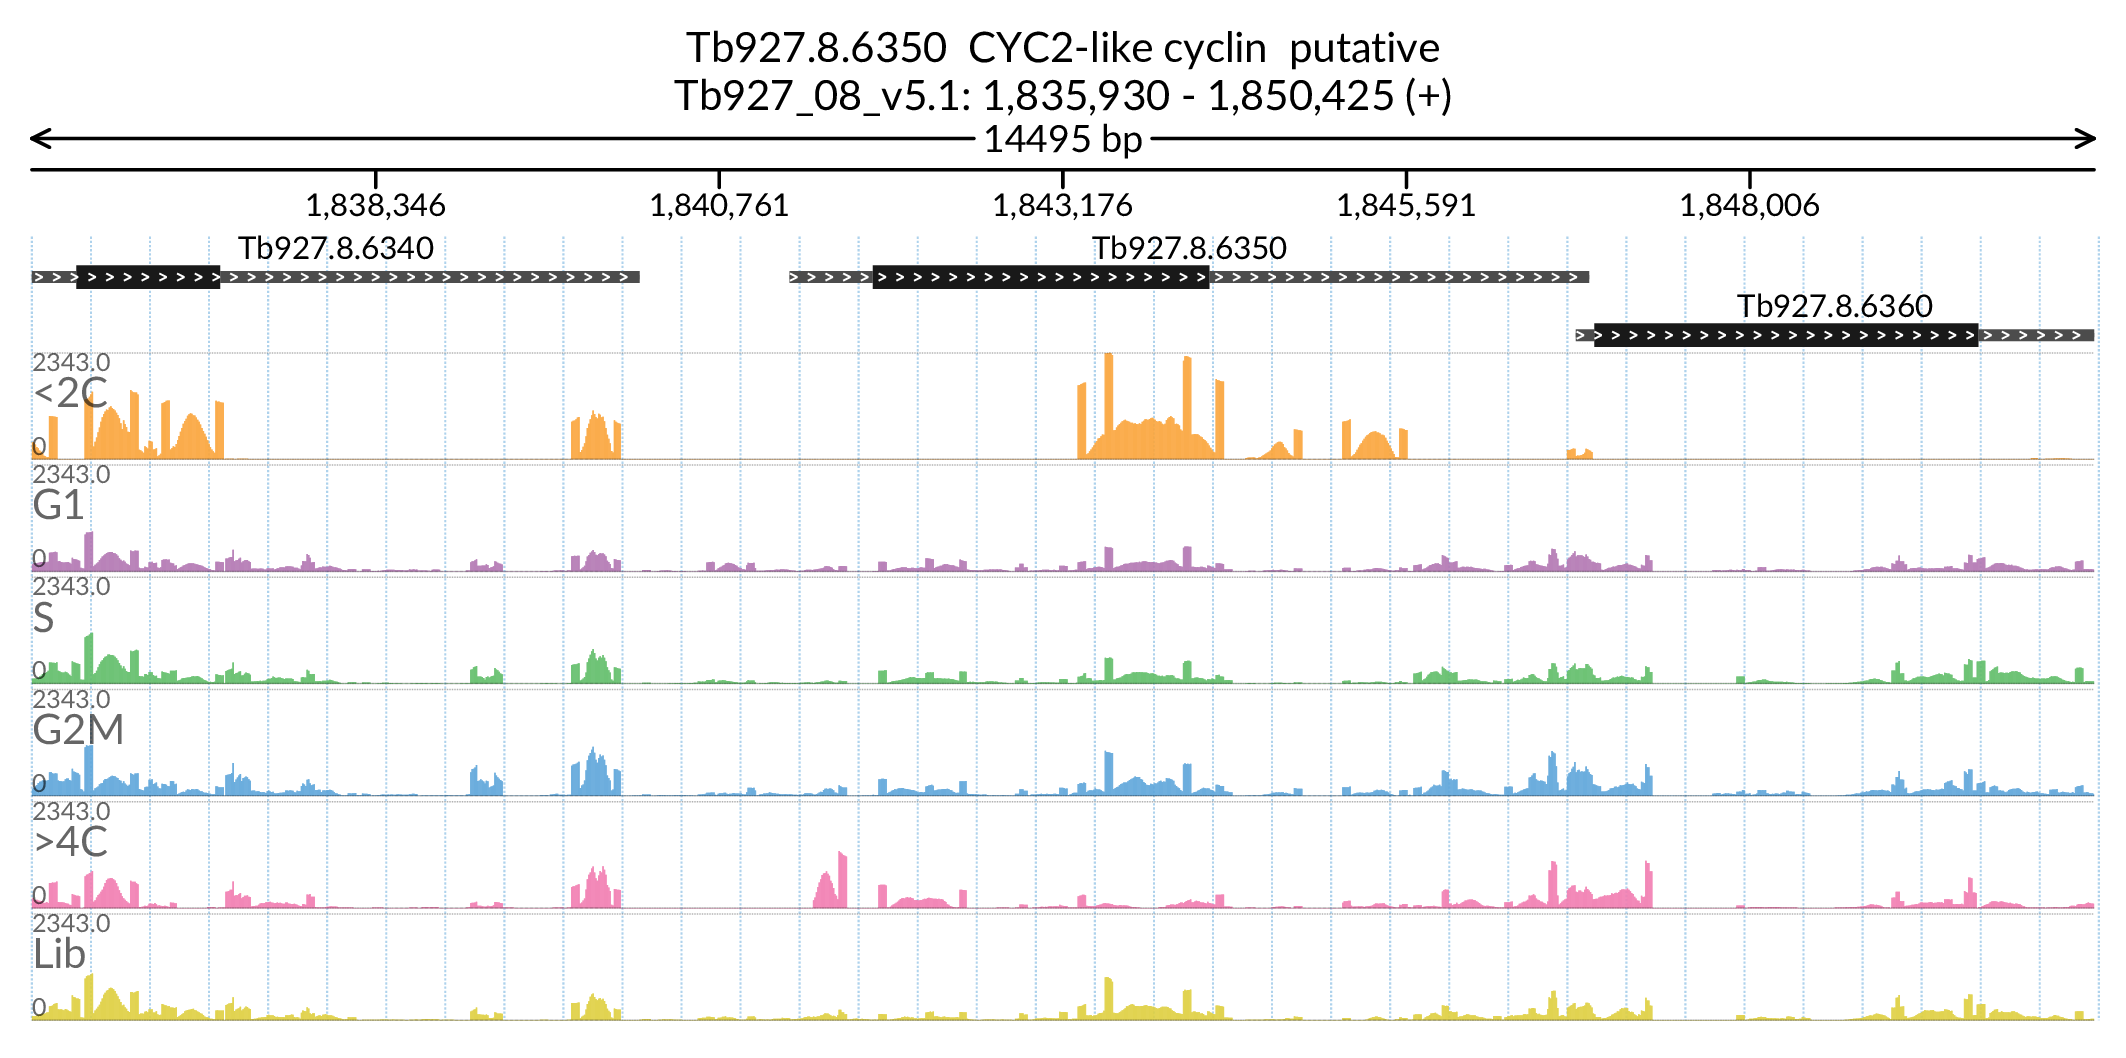 Tb927.8.6350 CYC2-like cyclin putative
Tb927_08_v5.1: 1,835,930 - 1,850,425 (+)
14495 bp
1,838,346 1,840,761 1,843,176 1,845,591 1,848,006
Tb927.8.6340 Tb927.8.6350
Tb927.8.6360
2343.0
<2C
0
2343.0
G1
0
2343.0
S
0
2343.0
G2M
0
2343.0
>4C
0
2343.0
Lib
0